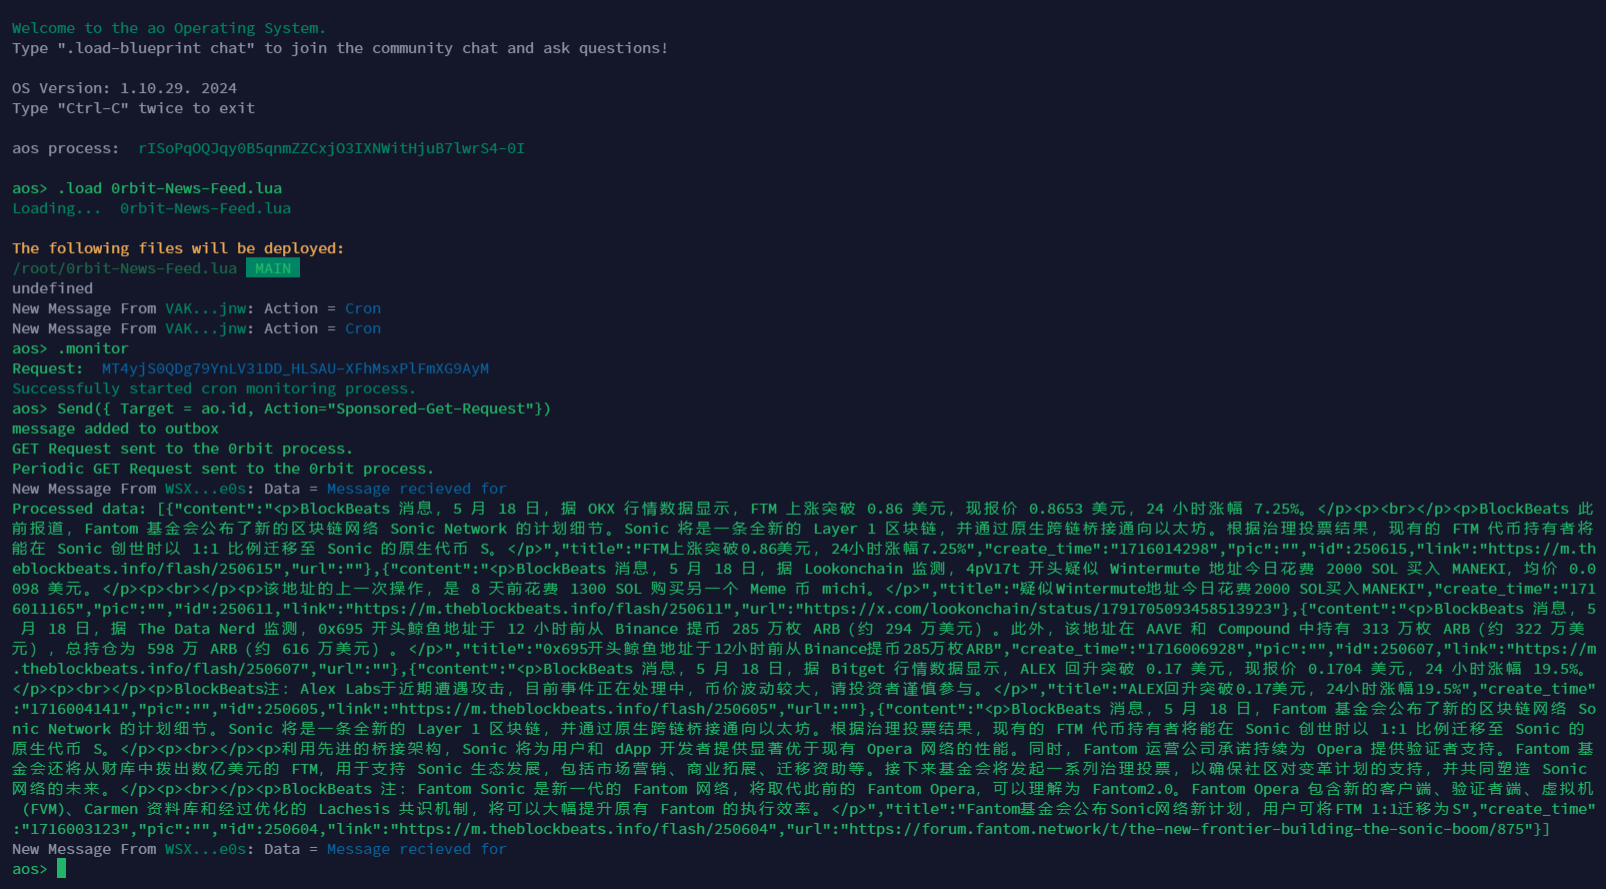 Welcome to the ao Operating System.
Type ".load-blueprint chat" to join the community chat and ask questions!
OS Version: 1.10.29. 2024
Type "Ctrl-C" twice to exit
aos process:  rISoPqOQJqy0B5qnmZZCxjO3IXNWitHjuB7lwrS4-0I
aos> .load 0rbit-News-Feed.lua
Loading...  0rbit-News-Feed.lua
The following files will be deployed:
/root/0rbit-News-Feed.lua  MAIN
undefined
New Message From VAK...jnw: Action = Cron
New Message From VAK...jnw: Action = Cron
aos> .monitor
Request:  MT4yjS0QDg79YnLV31DD_HLSAU-XFhMsxPlFmXG9AyM
Successfully started cron monitoring process.
aos> Send({ Target = ao.id, Action="Sponsored-Get-Request"})
message added to outbox
GET Request sent to the 0rbit process.
Periodic GET Request sent to the 0rbit process.
New Message From WSX...e0s: Data = Message recieved for
Processed data: [{"content":"<p>BlockBeats 消息，5 月 18 日，据 OKX 行情数据显示，FTM 上涨突破 0.86 美元，现报价 0.8653 美元，24 小时涨幅 7.25%。</p><p><br></p><p>BlockBeats 此
前报道，Fantom 基金会公布了新的区块链网络 Sonic Network 的计划细节。Sonic 将是一条全新的 Layer 1 区块链，并通过原生跨链桥接通向以太坊。根据治理投票结果，现有的 FTM 代币持有者将
能在 Sonic 创世时以 1:1 比例迁移至 Sonic 的原生代币 S。</p>","title":"FTM上涨突破0.86美元，24小时涨幅7.25%","create_time":"1716014298","pic":"","id":250615,"link":"https://m.th
eblockbeats.info/flash/250615","url":""},{"content":"<p>BlockBeats 消息，5 月 18 日，据 Lookonchain 监测，4pV17t 开头疑似 Wintermute 地址今日花费 2000 SOL 买入 MANEKI，均价 0.0
098 美元。</p><p><br></p><p>该地址的上一次操作，是 8 天前花费 1300 SOL 购买另一个 Meme 币 michi。</p>","title":"疑似Wintermute地址今日花费2000 SOL买入MANEKI","create_time":"171
6011165","pic":"","id":250611,"link":"https://m.theblockbeats.info/flash/250611","url":"https://x.com/lookonchain/status/1791705093458513923"},{"content":"<p>BlockBeats 消息，5
月 18 日，据 The Data Nerd 监测，0x695 开头鲸鱼地址于 12 小时前从 Binance 提币 285 万枚 ARB（约 294 万美元）。此外，该地址在 AAVE 和 Compound 中持有 313 万枚 ARB（约 322 万美
元），总持仓为 598 万 ARB（约 616 万美元）。</p>","title":"0x695开头鲸鱼地址于12小时前从Binance提币285万枚ARB","create_time":"1716006928","pic":"","id":250607,"link":"https://m
.theblockbeats.info/flash/250607","url":""},{"content":"<p>BlockBeats 消息，5 月 18 日，据 Bitget 行情数据显示，ALEX 回升突破 0.17 美元，现报价 0.1704 美元，24 小时涨幅 19.5%。
</p><p><br></p><p>BlockBeats注：Alex Labs于近期遭遇攻击，目前事件正在处理中，币价波动较大，请投资者谨慎参与。</p>","title":"ALEX回升突破0.17美元，24小时涨幅19.5%","create_time"
:"1716004141","pic":"","id":250605,"link":"https://m.theblockbeats.info/flash/250605","url":""},{"content":"<p>BlockBeats 消息，5 月 18 日，Fantom 基金会公布了新的区块链网络 So
nic Network 的计划细节。Sonic 将是一条全新的 Layer 1 区块链，并通过原生跨链桥接通向以太坊。根据治理投票结果，现有的 FTM 代币持有者将能在 Sonic 创世时以 1:1 比例迁移至 Sonic 的
原生代币 S。</p><p><br></p><p>利用先进的桥接架构，Sonic 将为用户和 dApp 开发者提供显著优于现有 Opera 网络的性能。同时，Fantom 运营公司承诺持续为 Opera 提供验证者支持。Fantom 基
金会还将从财库中拨出数亿美元的 FTM，用于支持 Sonic 生态发展，包括市场营销、商业拓展、迁移资助等。接下来基金会将发起一系列治理投票，以确保社区对变革计划的支持，并共同塑造 Sonic
网络的未来。</p><p><br></p><p>BlockBeats 注：Fantom Sonic 是新一代的 Fantom 网络，将取代此前的 Fantom Opera，可以理解为 Fantom2.0。Fantom Opera 包含新的客户端、验证者端、虚拟机
（FVM)、Carmen 资料库和经过优化的 Lachesis 共识机制，将可以大幅提升原有 Fantom 的执行效率。</p>","title":"Fantom基金会公布Sonic网络新计划，用户可将FTM 1:1迁移为S","create_time"
:"1716003123","pic":"","id":250604,"link":"https://m.theblockbeats.info/flash/250604","url":"https://forum.fantom.network/t/the-new-frontier-building-the-sonic-boom/875"}]
New Message From WSX...e0s: Data = Message recieved for
aos>